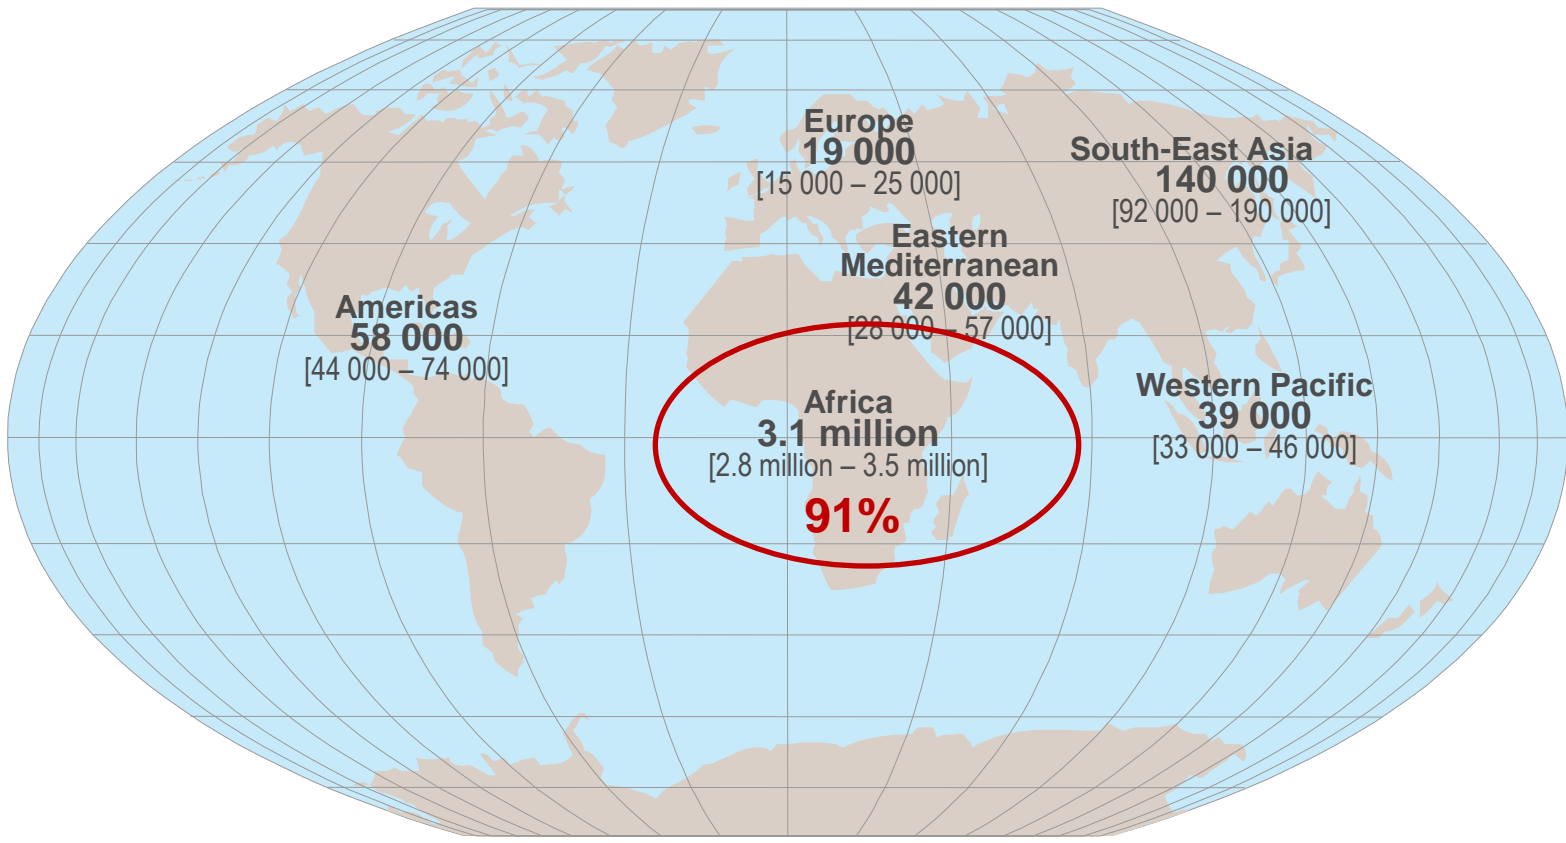 Europe
19 000
[15 000 – 25 000]
South-East Asia
140 000
[92 000 – 190 000]
Eastern
Mediterranean
42 000
[28 000 – 57 000]
Americas
58 000
[44 000 – 74 000]
Africa
3.1 million
[2.8 million – 3.5 million]
91%
Western Pacific
39 000
[33 000 – 46 000]